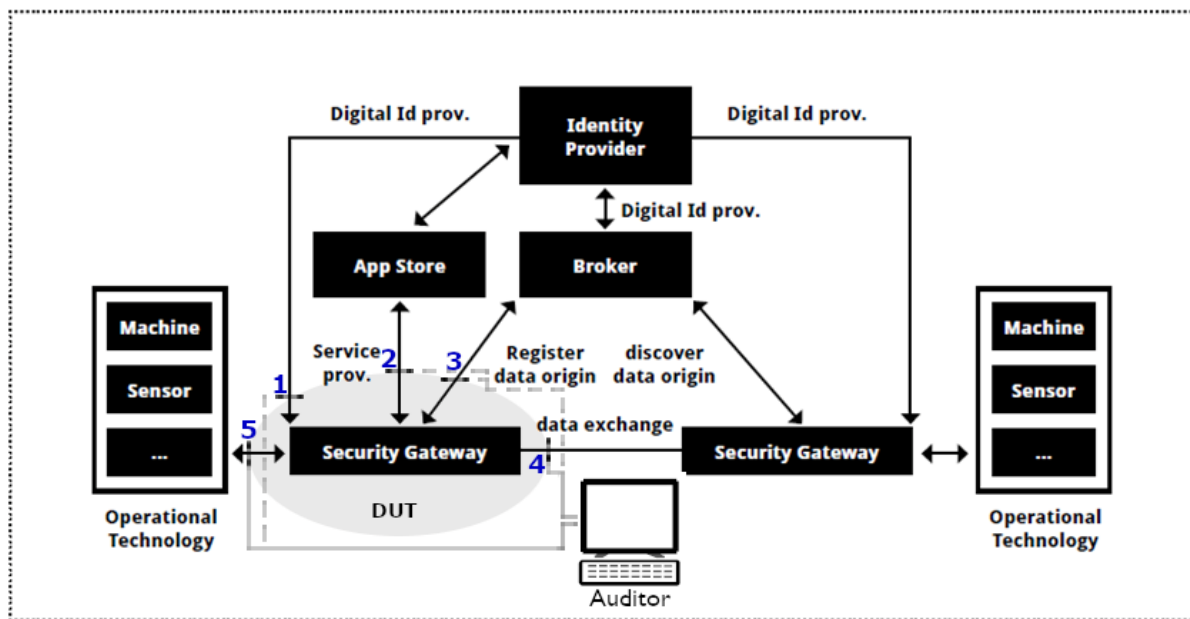 Digital Id prov.
Identity
Provider
Digital Id prov.
Digital Id prov.
App Store
Broker
Machine
Sensor
...
Operational
Technology
Service
prov.
1
2
3
Register
data origin
discover
data origin
5
Security Gateway
data exchange
4
Security Gateway
DUT
Auditor
Machine
Sensor
...
Operational
Technology